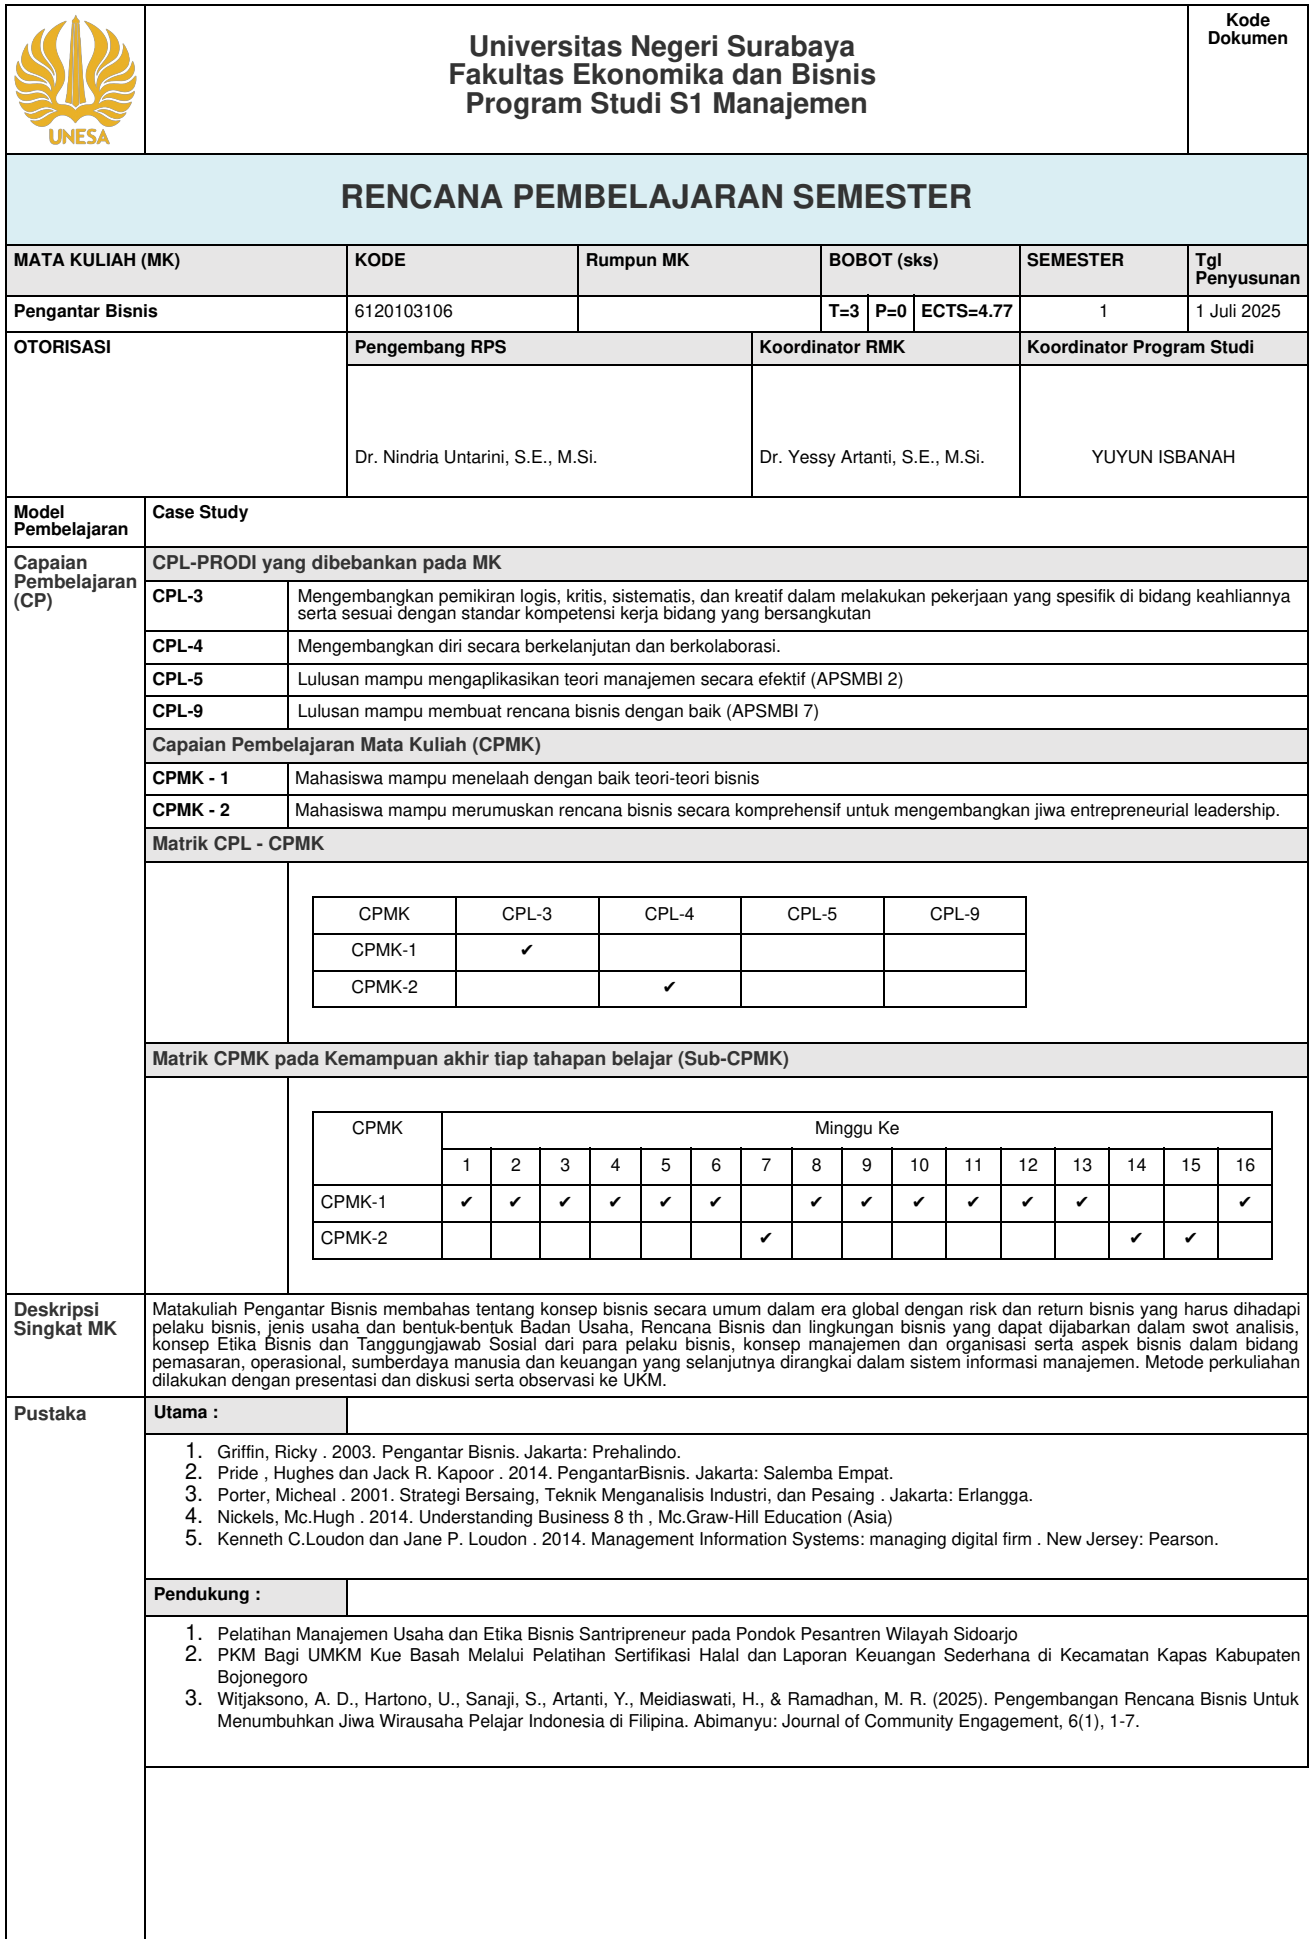 UNESA
Universitas Negeri Surabaya
Fakultas Ekonomika dan Bisnis
Program Studi S1 Manajemen
Kode
Dokumen
RENCANA PEMBELAJARAN SEMESTER
MATA KULIAH (MK) KODE Rumpun MK BOBOT (sks) SEMESTER Tgl
Penyusunan
Pengantar Bisnis 6120103106 T=3 P=0 ECTS=4.77 1 1 Juli 2025
OTORISASI Pengembang RPS Koordinator RMK Koordinator Program Studi
Dr. Nindria Untarini, S.E., M.Si. Dr. Yessy Artanti, S.E., M.Si. YUYUN ISBANAH
Model
Pembelajaran
Case Study
Capaian
Pembelajaran
(CP)
CPL-PRODI yang dibebankan pada MK
CPL-3 Mengembangkan pemikiran logis, kritis, sistematis, dan kreatif dalam melakukan pekerjaan yang spesifik di bidang keahliannya
serta sesuai dengan standar kompetensi kerja bidang yang bersangkutan
CPL-4 Mengembangkan diri secara berkelanjutan dan berkolaborasi.
CPL-5 Lulusan mampu mengaplikasikan teori manajemen secara efektif (APSMBI 2)
CPL-9 Lulusan mampu membuat rencana bisnis dengan baik (APSMBI 7)
Capaian Pembelajaran Mata Kuliah (CPMK)
CPMK - 1 Mahasiswa mampu menelaah dengan baik teori-teori bisnis
CPMK - 2 Mahasiswa mampu merumuskan rencana bisnis secara komprehensif untuk mengembangkan jiwa entrepreneurial leadership.
Matrik CPL - CPMK
CPMK CPL-3 CPL-4 CPL-5 CPL-9
CPMK-1 ✔
CPMK-2 ✔
Matrik CPMK pada Kemampuan akhir tiap tahapan belajar (Sub-CPMK)
CPMK Minggu Ke
1 2 3 4 5 6 7 8 9 10 11 12 13 14 15 16
CPMK-1 ✔ ✔ ✔ ✔ ✔ ✔ ✔ ✔ ✔ ✔ ✔ ✔ ✔
CPMK-2 ✔ ✔ ✔
Deskripsi
Singkat MK
Matakuliah Pengantar Bisnis membahas tentang konsep bisnis secara umum dalam era global dengan risk dan return bisnis yang harus dihadapi
pelaku bisnis, jenis usaha dan bentuk-bentuk Badan Usaha, Rencana Bisnis dan lingkungan bisnis yang dapat dijabarkan dalam swot analisis,
konsep Etika Bisnis dan Tanggungjawab Sosial dari para pelaku bisnis, konsep manajemen dan organisasi serta aspek bisnis dalam bidang
pemasaran, operasional, sumberdaya manusia dan keuangan yang selanjutnya dirangkai dalam sistem informasi manajemen. Metode perkuliahan
dilakukan dengan presentasi dan diskusi serta observasi ke UKM.
Pustaka
Utama :
1. Griffin, Ricky . 2003. Pengantar Bisnis. Jakarta: Prehalindo.
2. Pride , Hughes dan Jack R. Kapoor . 2014. PengantarBisnis. Jakarta: Salemba Empat.
3. Porter, Micheal . 2001. Strategi Bersaing, Teknik Menganalisis Industri, dan Pesaing . Jakarta: Erlangga.
4. Nickels, Mc.Hugh . 2014. Understanding Business 8 th , Mc.Graw-Hill Education (Asia)
5. Kenneth C.Loudon dan Jane P. Loudon . 2014. Management Information Systems: managing digital firm . New Jersey: Pearson.
Pendukung :
1. Pelatihan Manajemen Usaha dan Etika Bisnis Santripreneur pada Pondok Pesantren Wilayah Sidoarjo
2. PKM Bagi UMKM Kue Basah Melalui Pelatihan Sertifikasi Halal dan Laporan Keuangan Sederhana di Kecamatan Kapas Kabupaten
Bojonegoro
3. Witjaksono, A. D., Hartono, U., Sanaji, S., Artanti, Y., Meidiaswati, H., & Ramadhan, M. R. (2025). Pengembangan Rencana Bisnis Untuk
Menumbuhkan Jiwa Wirausaha Pelajar Indonesia di Filipina. Abimanyu: Journal of Community Engagement, 6(1), 1-7.